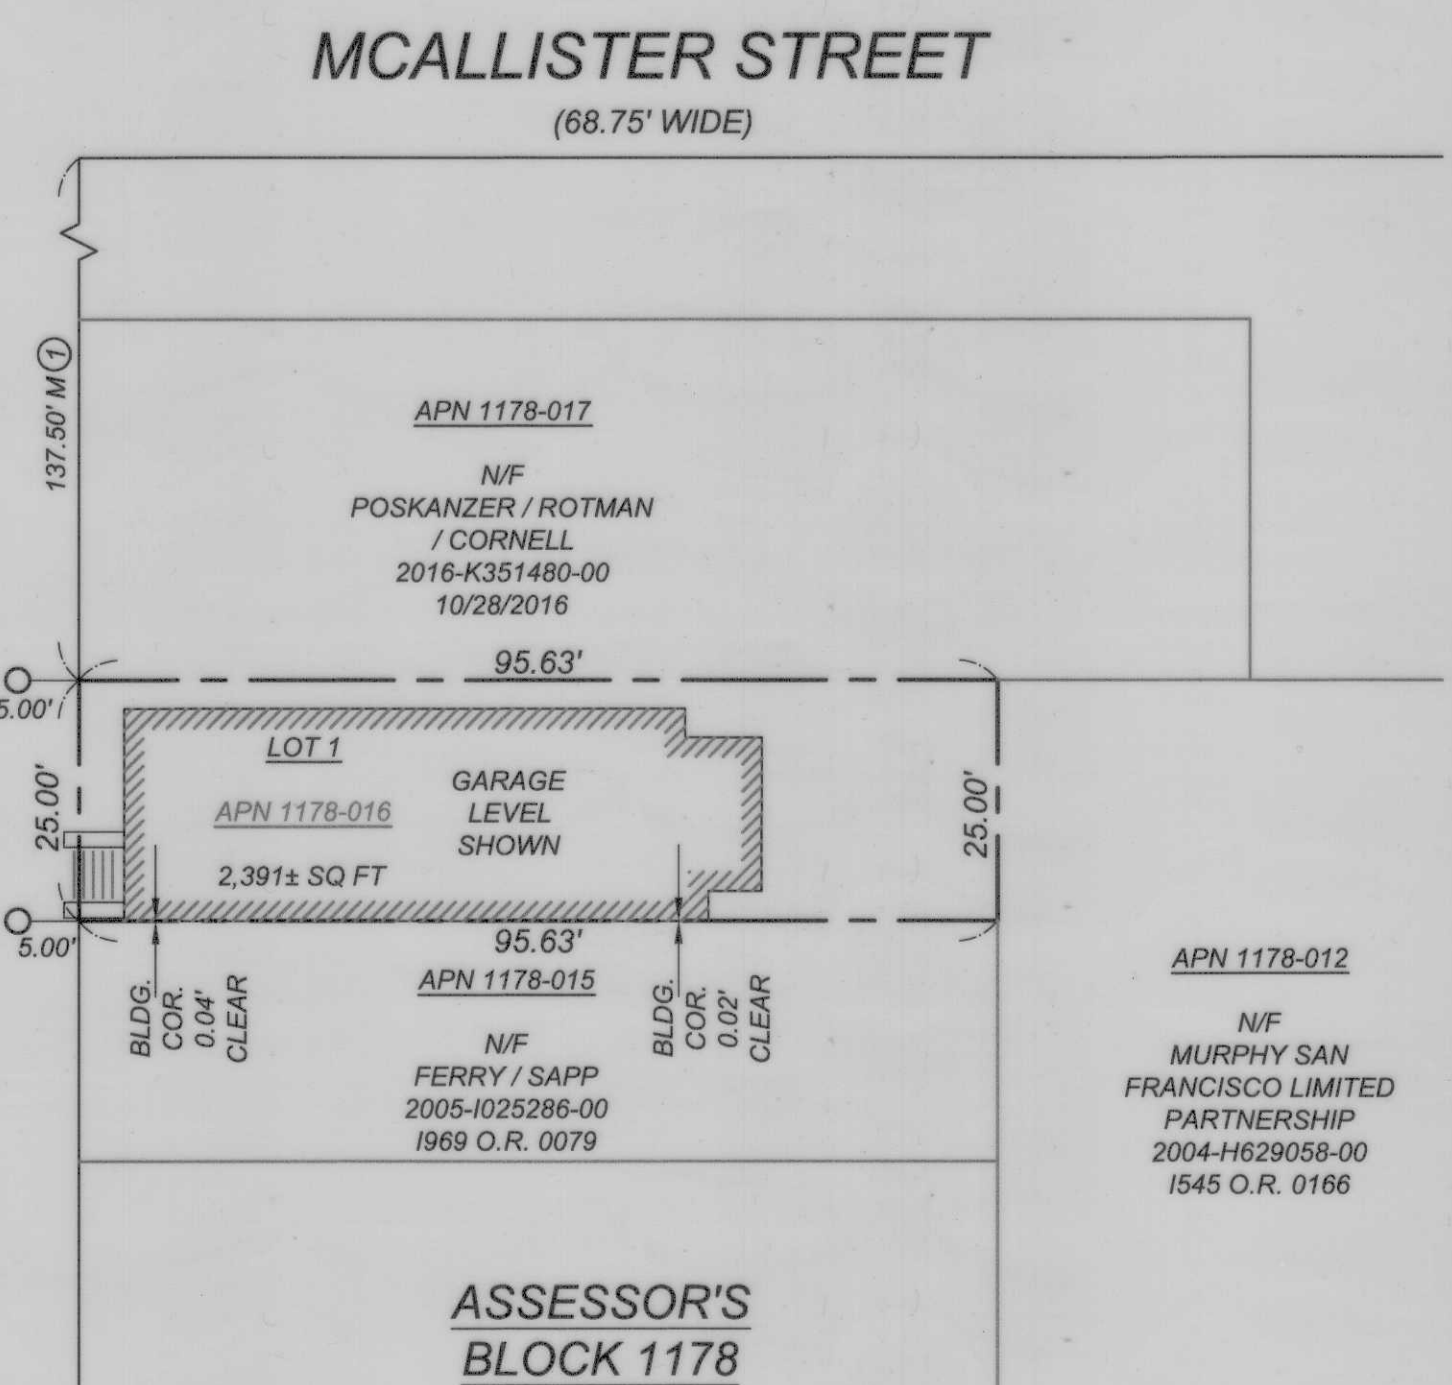 MCALLISTER STREET
(68.75' WIDE)
137.50' M 1
APN 1178-017
N/F
POSKANZER / ROTMAN
/ CORNELL
2016-K351480-00
10/28/2016
95.63'
5.00'
25.00'
LOT 1
APN 1178-016
2,391± SQ FT
GARAGE
LEVEL
SHOWN
25.00'
5.00'
95.63'
BLDG.
COR.
0.04'
CLEAR
APN 1178-015
N/F
FERRY / SAPP
2005-I025286-00
I969 O.R. 0079
BLDG.
COR.
0.02'
CLEAR
APN 1178-012
N/F
MURPHY SAN
FRANCISCO LIMITED
PARTNERSHIP
2004-H629058-00
I545 O.R. 0166
ASSESSOR'S
BLOCK 1178